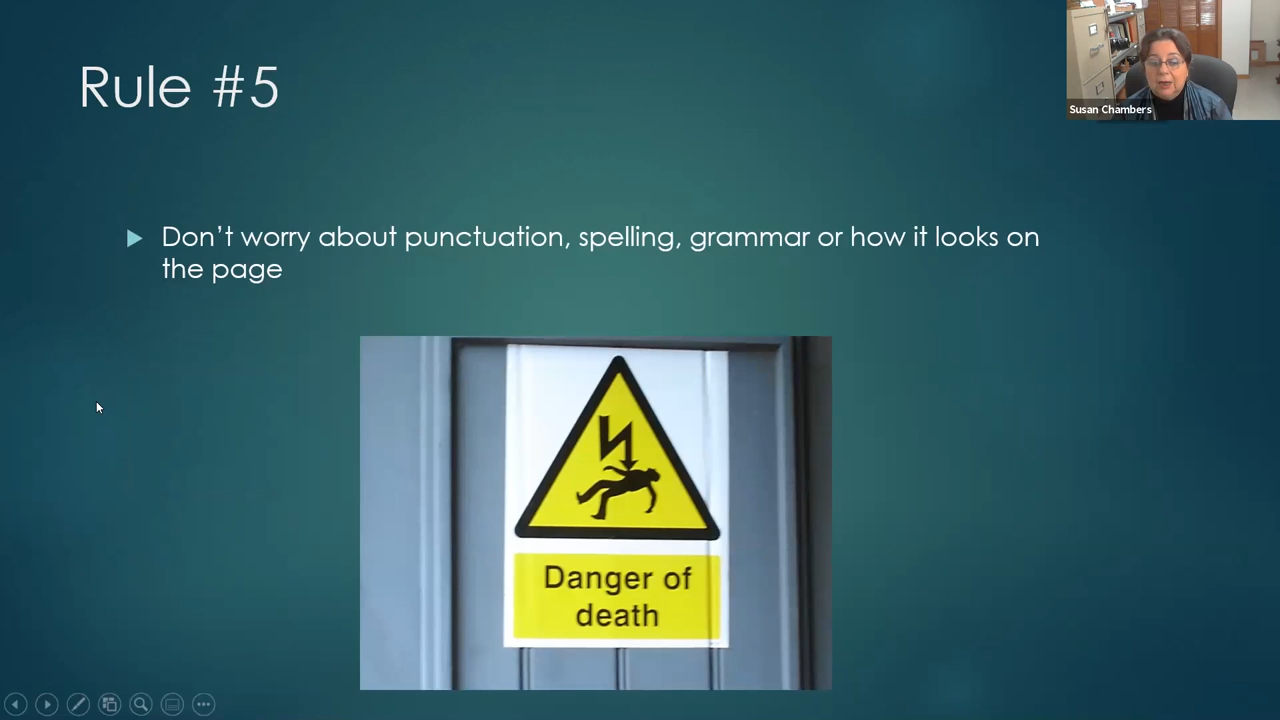 Rule #5
Susan Chambers
Don't worry about punctuation, spelling, grammar or how it looks on
the page
Danger of
death